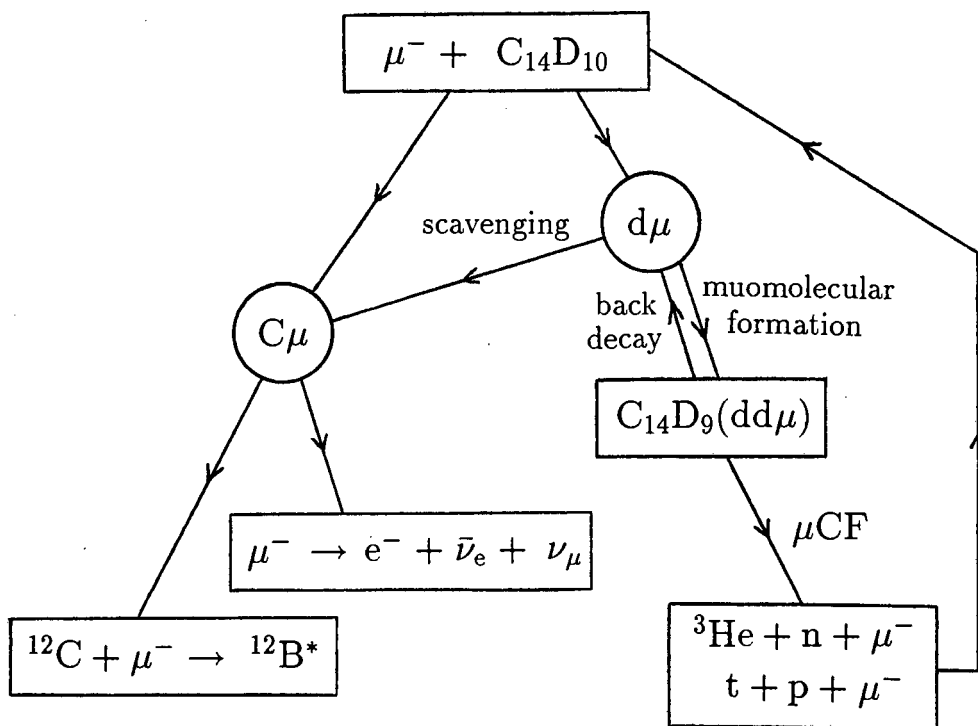 μ⁻ + C₁₄D₁₀
scavenging
dμ
back
decay
muomolecular
formation
Cμ
C₁₄D₉(ddμ)
μCF
μ⁻ → e⁻ + ν̄ₑ + ν_μ
¹²C + μ⁻ → ¹²B*
³He + n + μ⁻
t + p + μ⁻